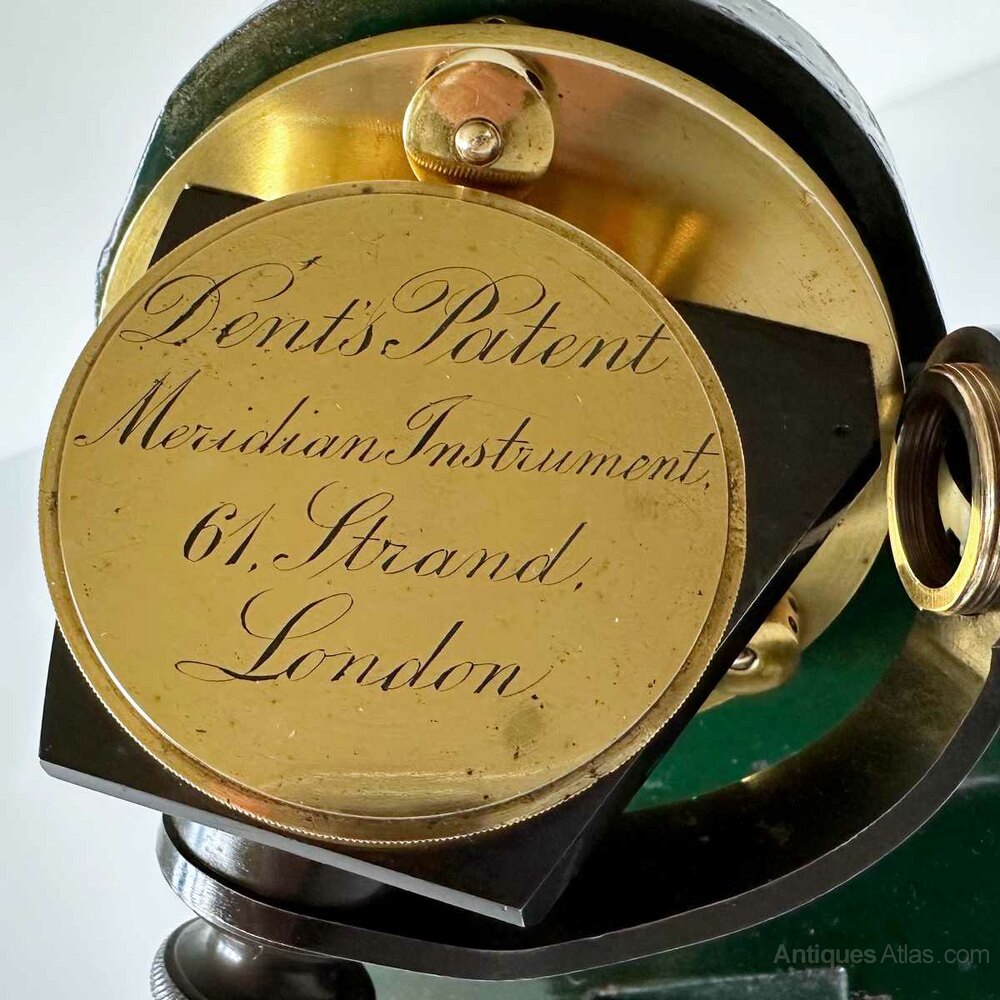 Dent's Patent
Meridian Instrument,
61, Strand,
London.
AntiquesAtlas.com